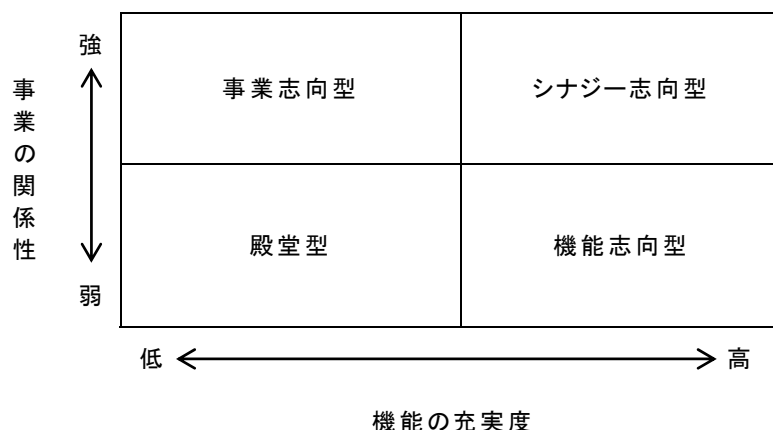 強
事業の関係性
事業志向型
シナジー志向型
殿堂型
機能志向型
弱
低
高
機能の充実度